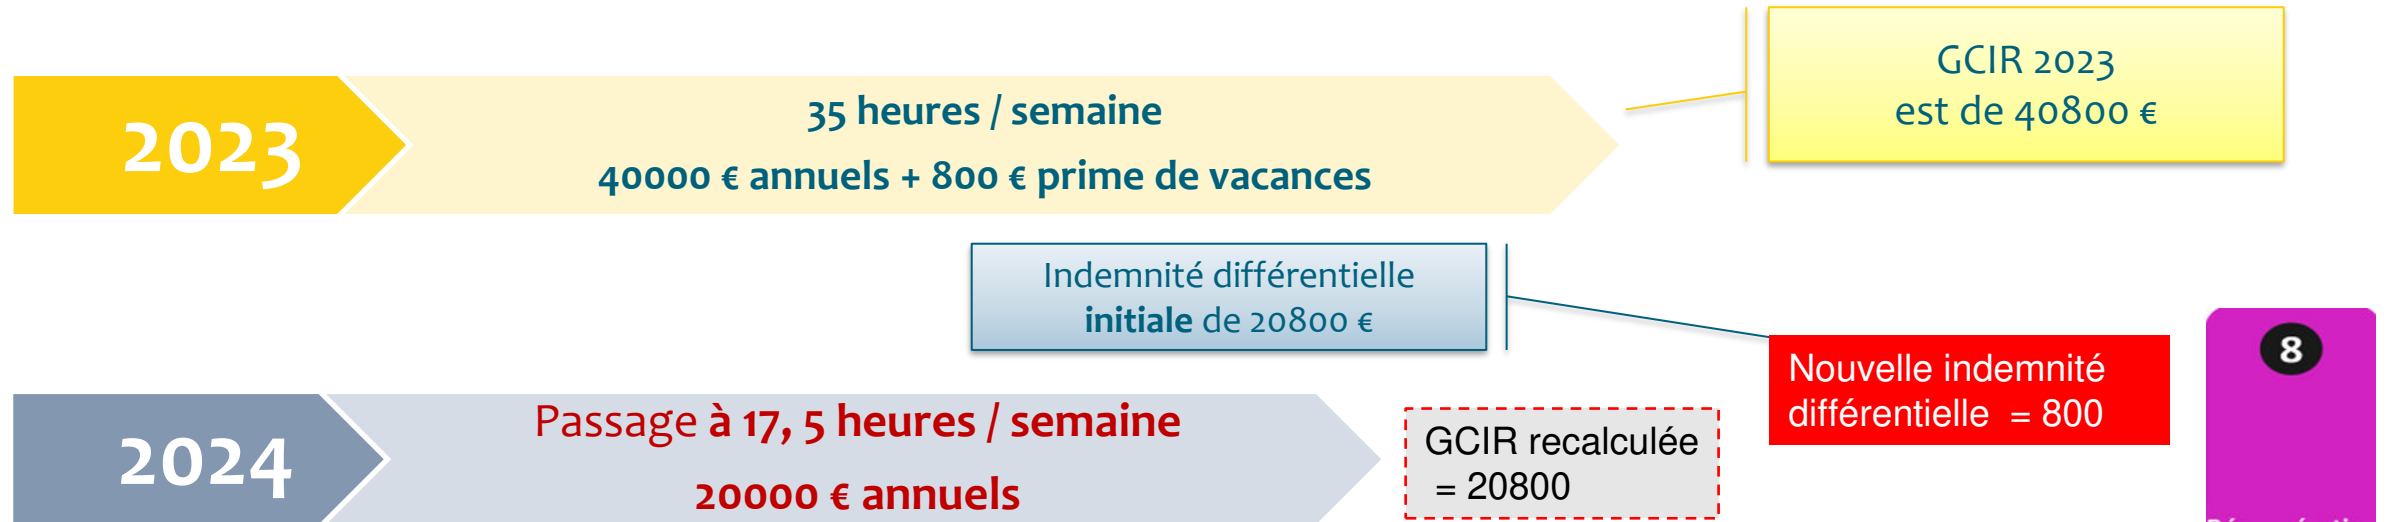 2023
35 heures / semaine
40000 € annuels + 800 € prime de vacances
GCIR 2023
est de 40800 €
Indemnité différentielle
initiale de 20800 €
Nouvelle indemnité
différentielle = 800
8
2024
Passage à 17, 5 heures / semaine
20000 € annuels
GCIR recalculée
= 20800